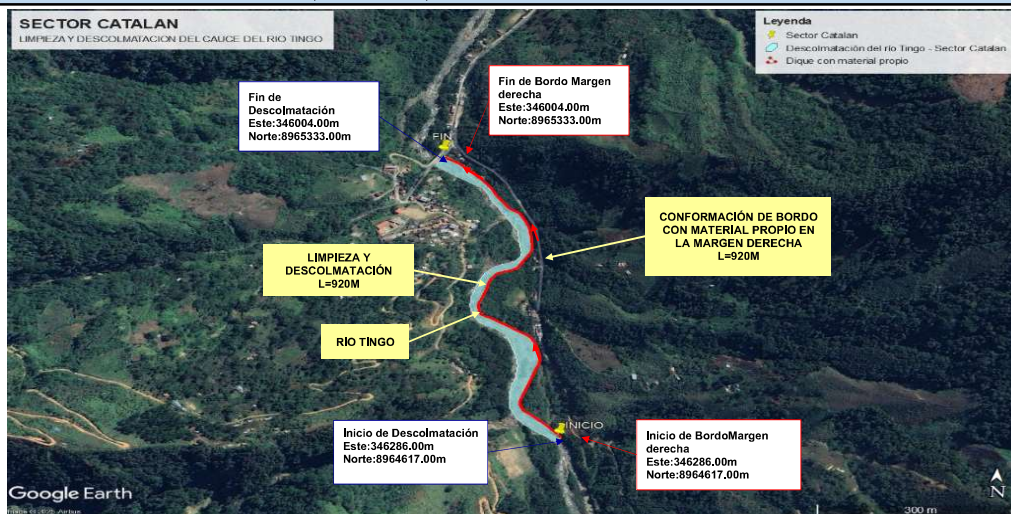 SECTOR CATALAN
LIMPIEZA Y DESCOLMATACION DEL CAUCE DEL RIO TINGO
Leyenda
Sector Catalan
Descolmatación del río Tingo - Sector Catalan
Dique con material propio
Fin de
Descolmatación
Este:346004.00m
Norte:8965333.00m
Fin de Bordo Margen
derecha
Este:346004.00m
Norte:8965333.00m
FIN
CONFORMACIÓN DE BORDO
CON MATERIAL PROPIO EN
LA MARGEN DERECHA
L=920M
LIMPIEZA Y
DESCOLMATACIÓN
L=920M
RÍO TINGO
INICIO
Inicio de Descolmatación
Este:346286.00m
Norte:8964617.00m
Inicio de BordoMargen
derecha
Este:346286.00m
Norte:8964617.00m
Google Earth
N
300 m